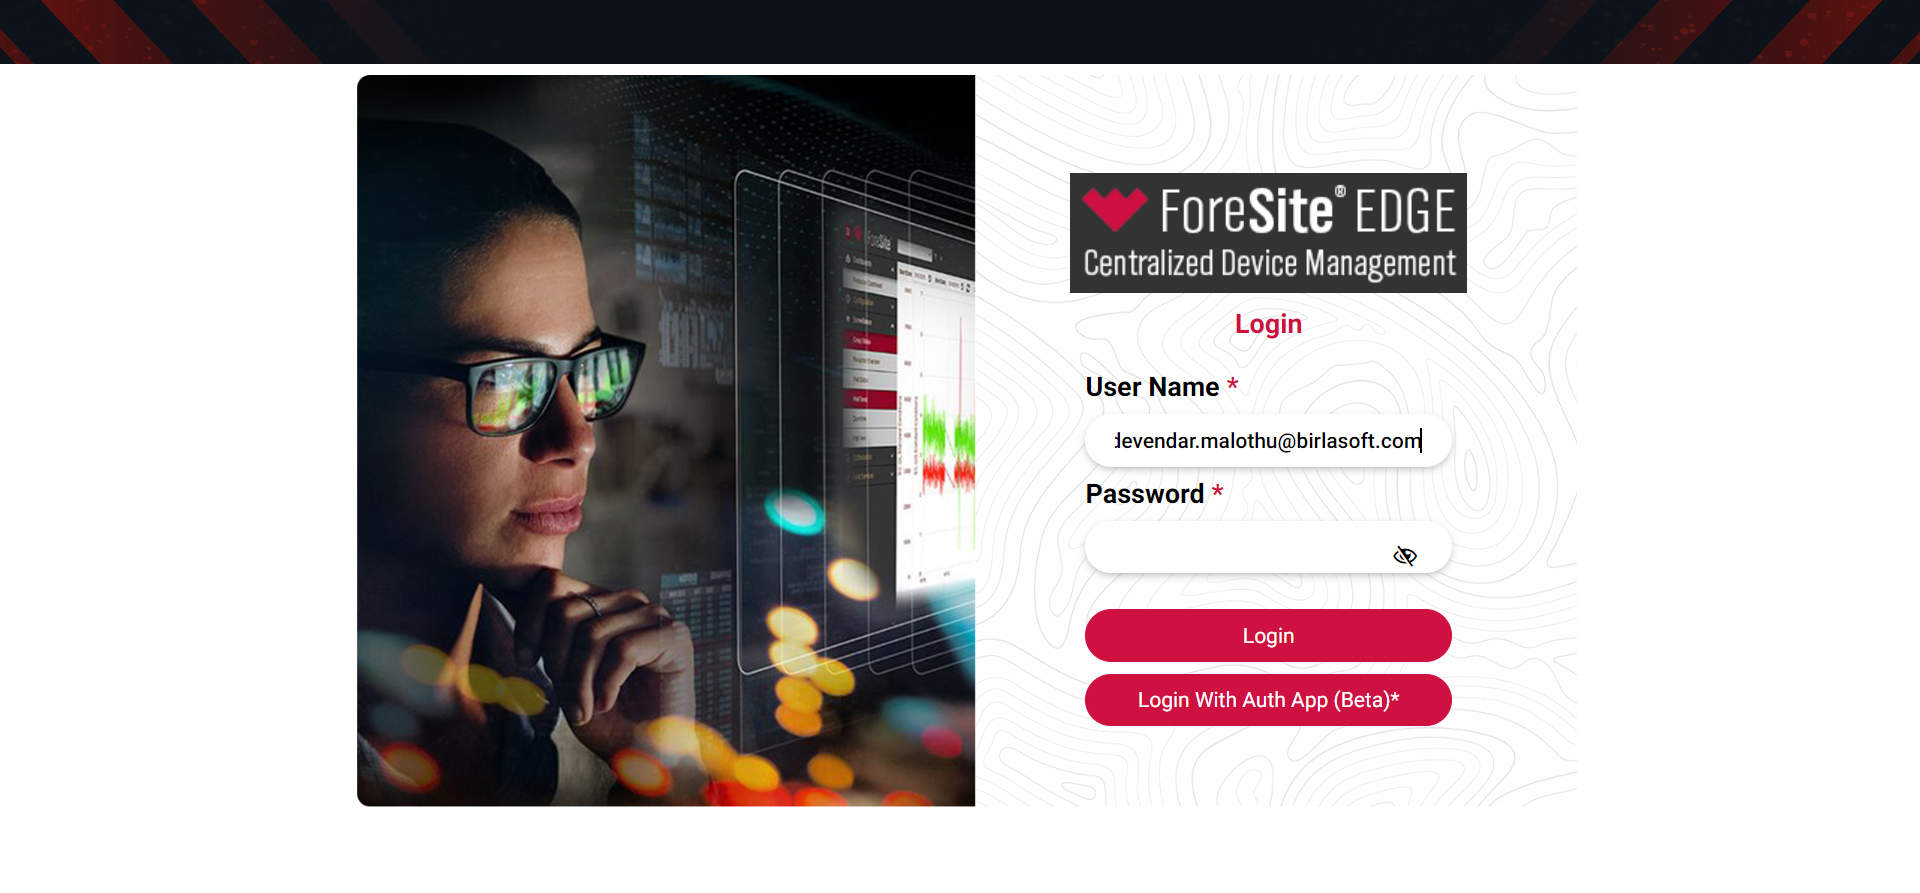 ForeSite® EDGE
Centralized Device Management
Login
User Name *
devendar.malothu@birlasoft.com
Password *
Login
Login With Auth App (Beta)*
ForeSite